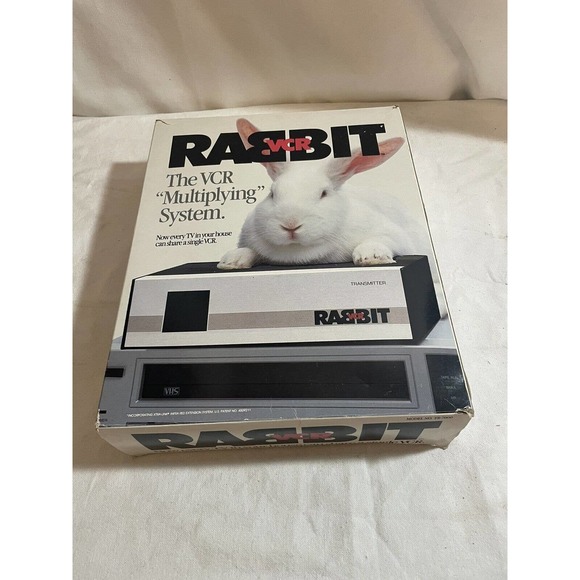 RABBIT
VCR
The VCR
"Multiplying"
System.
Now every TV in your house
can share a single VCR.
TRANSMITTER
RABBIT
VCR
VHS
RABBIT
VCR